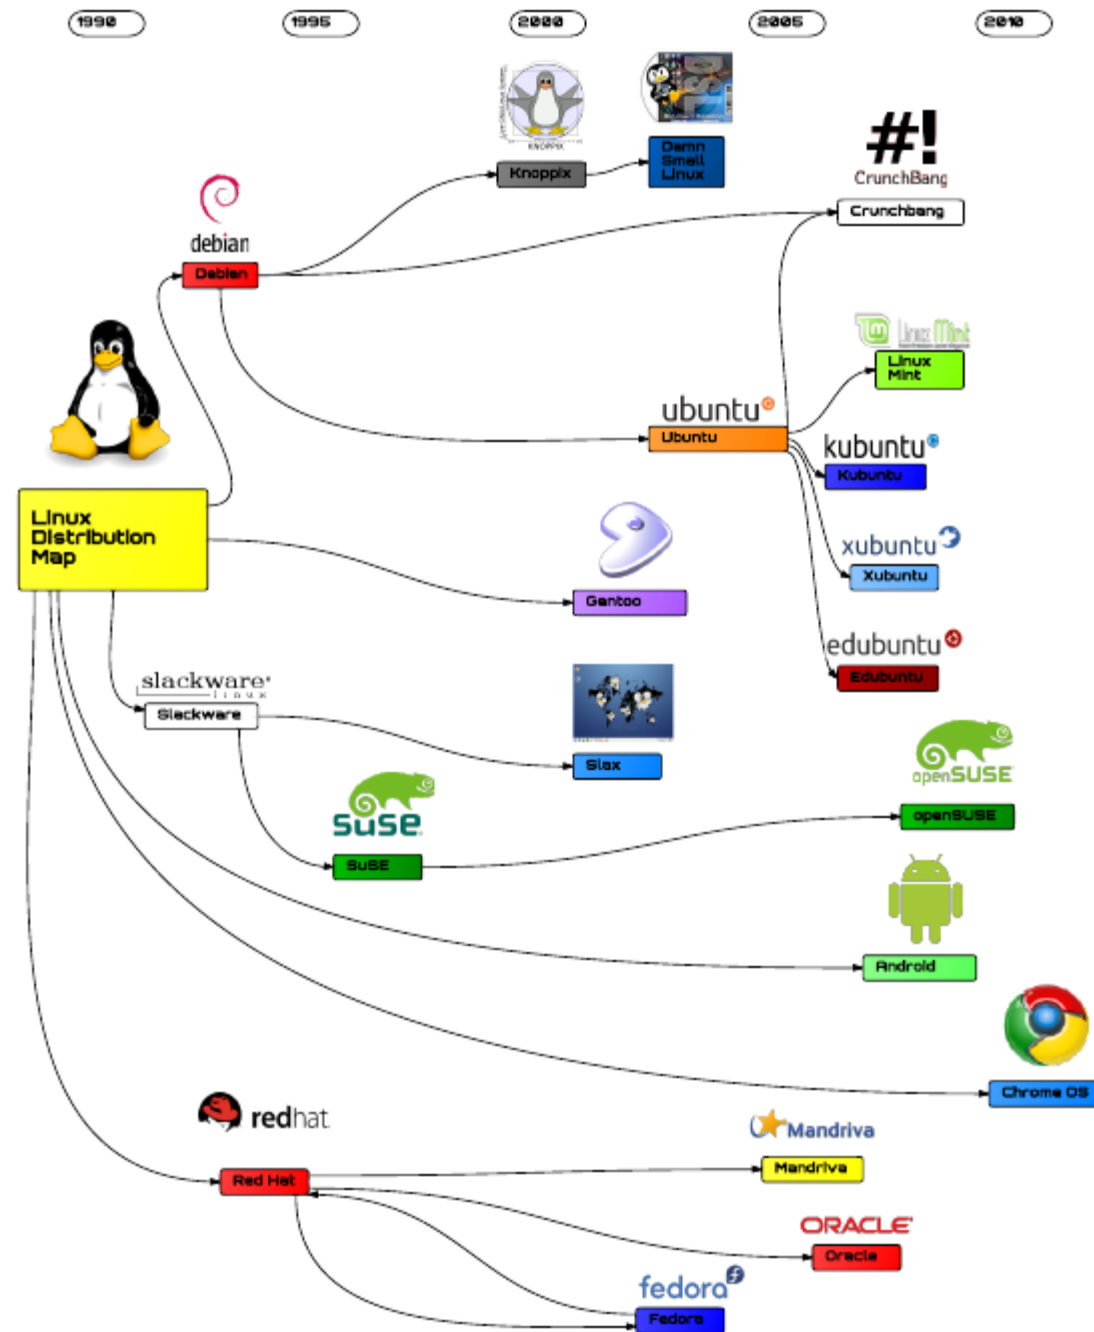 1990
1995
2000
2005
2010
KNOPPIX
Knoppix
Damn
Small
Linux
#!
CrunchBang
Crunchbang
debian
Debian
Linux Mint
Linux
Mint
ubuntu
Ubuntu
kubuntu
Kubuntu
Linux
Distribution
Map
xubuntu
Xubuntu
Gentoo
edubuntu
Edubuntu
slackware
linux
Slackware
Slax
openSUSE
openSUSE
SUSE
SuSE
Android
Chrome OS
redhat
Red Hat
Mandriva
Mandriva
ORACLE
Oracle
fedora
Fedora